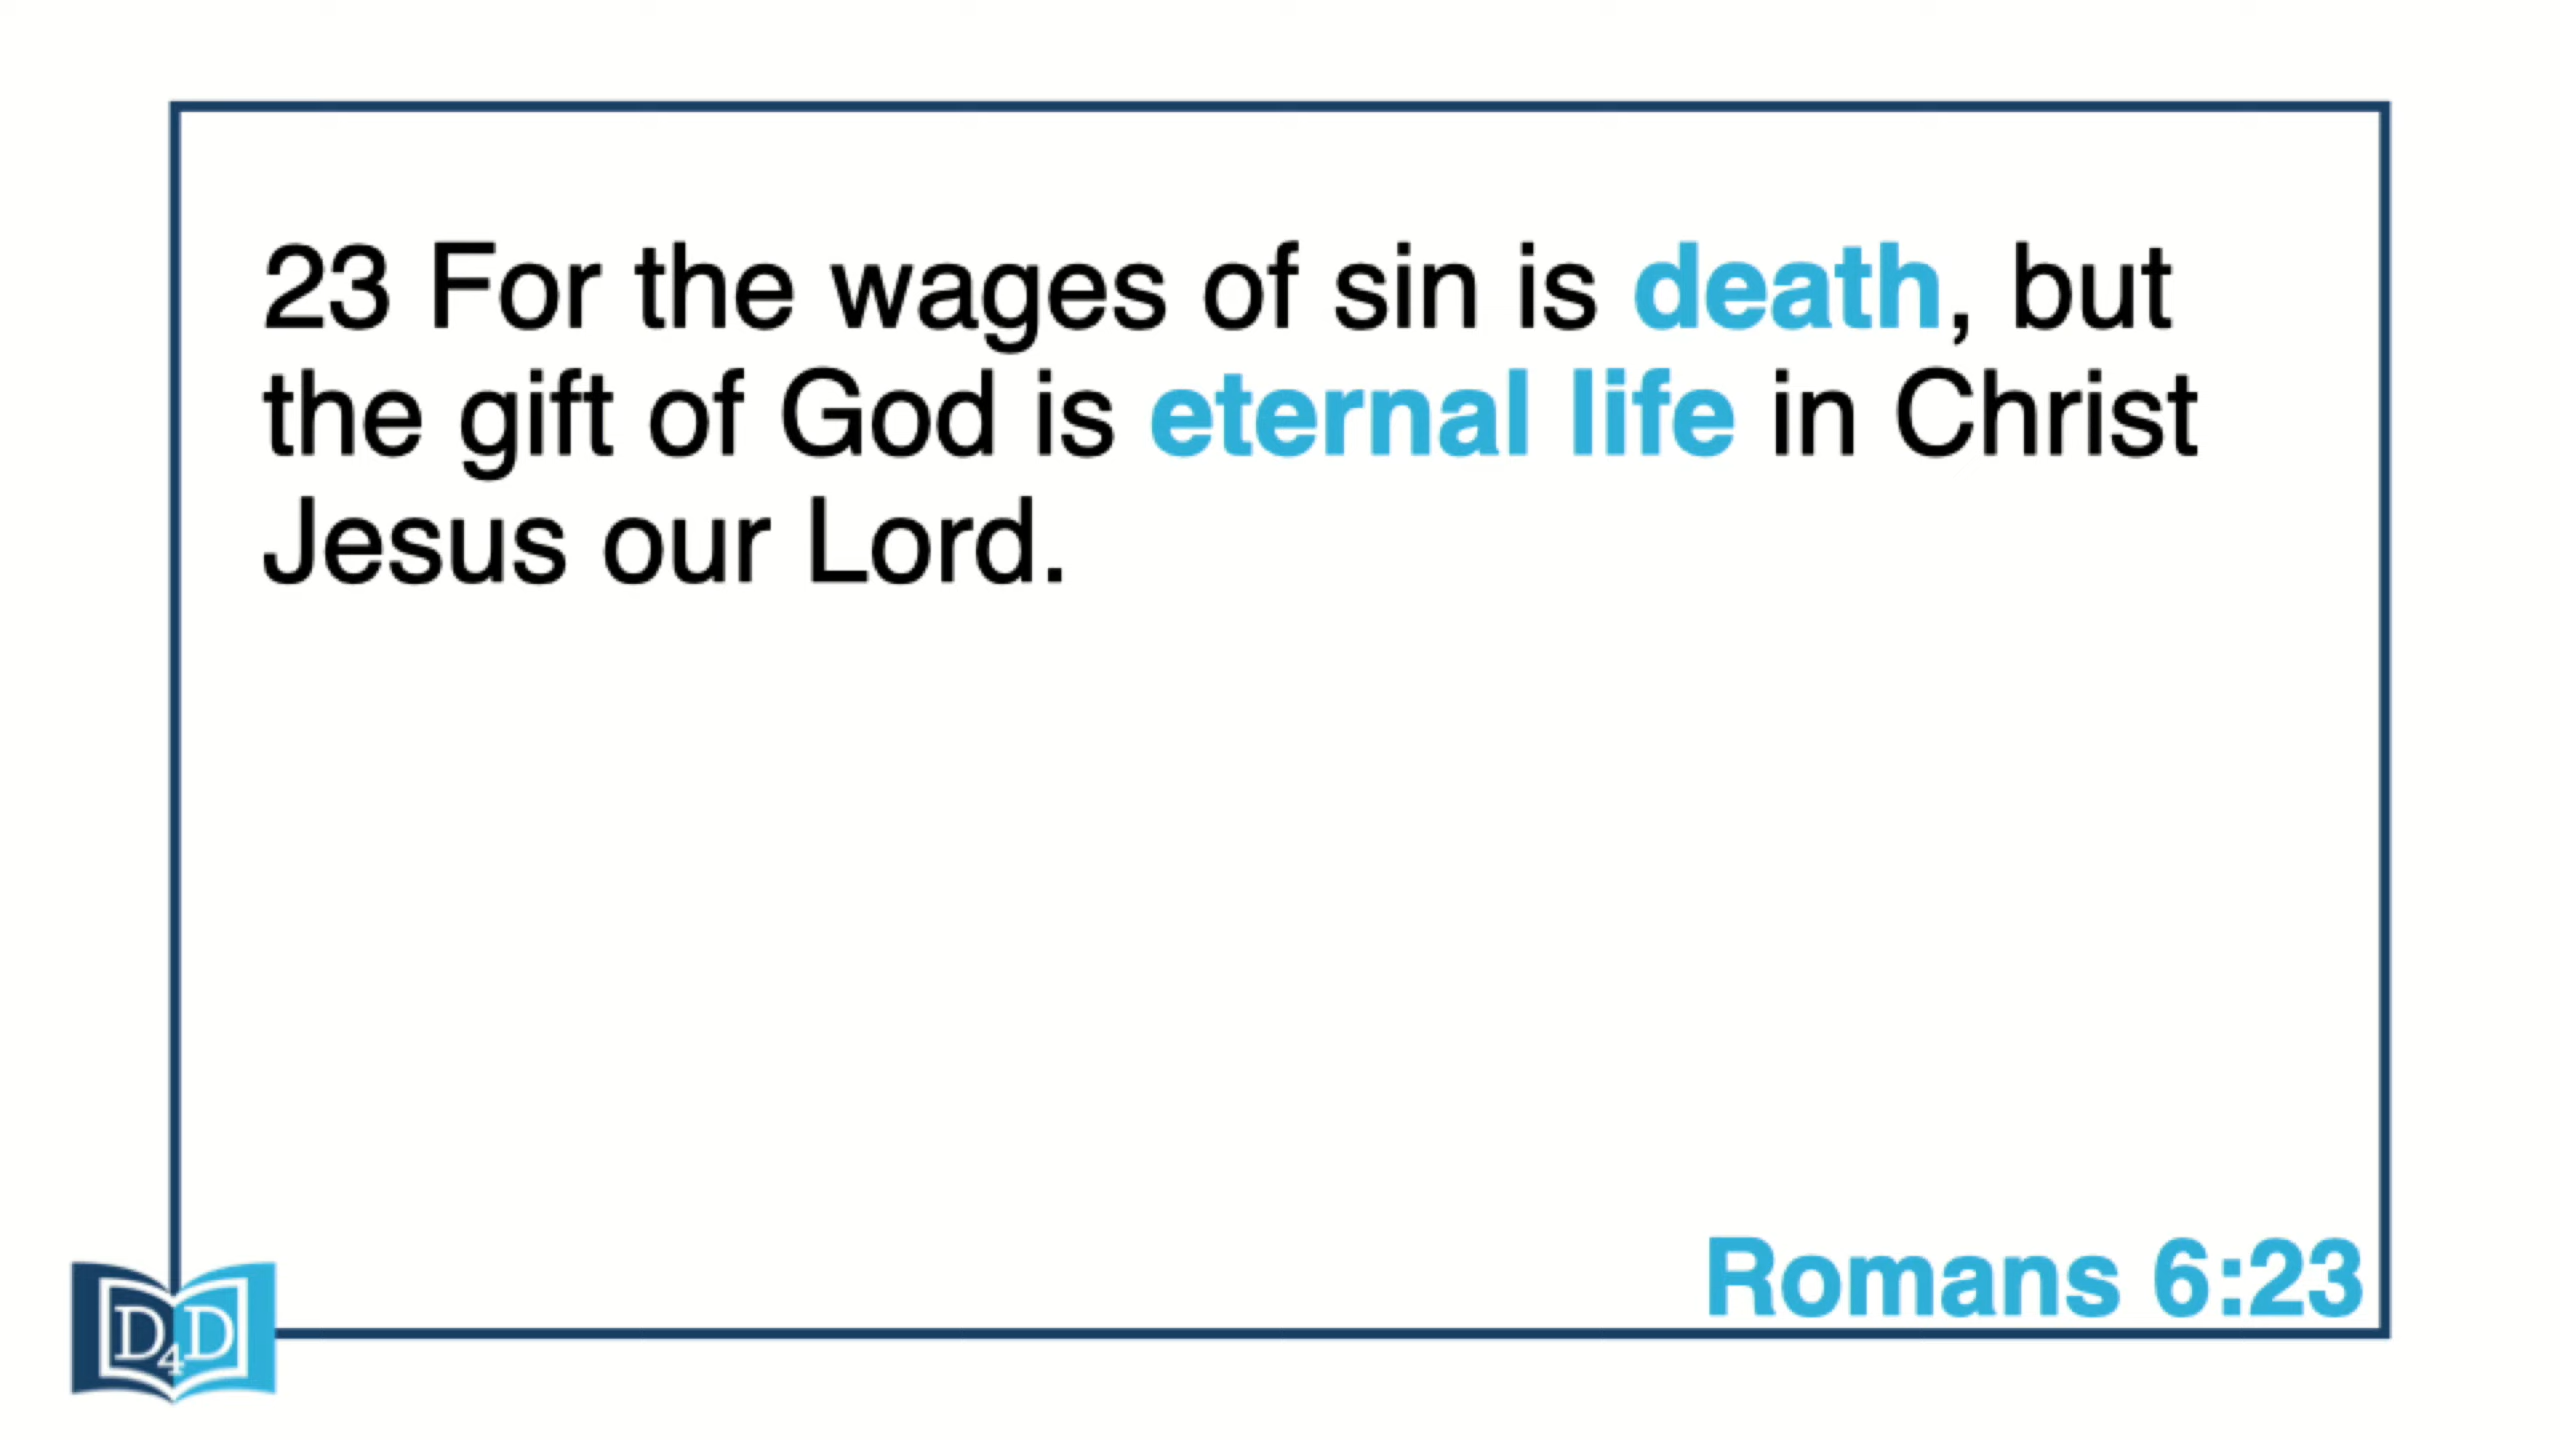 23 For the wages of sin is death, but
the gift of God is eternal life in Christ
Jesus our Lord.
Romans 6:23
D4D